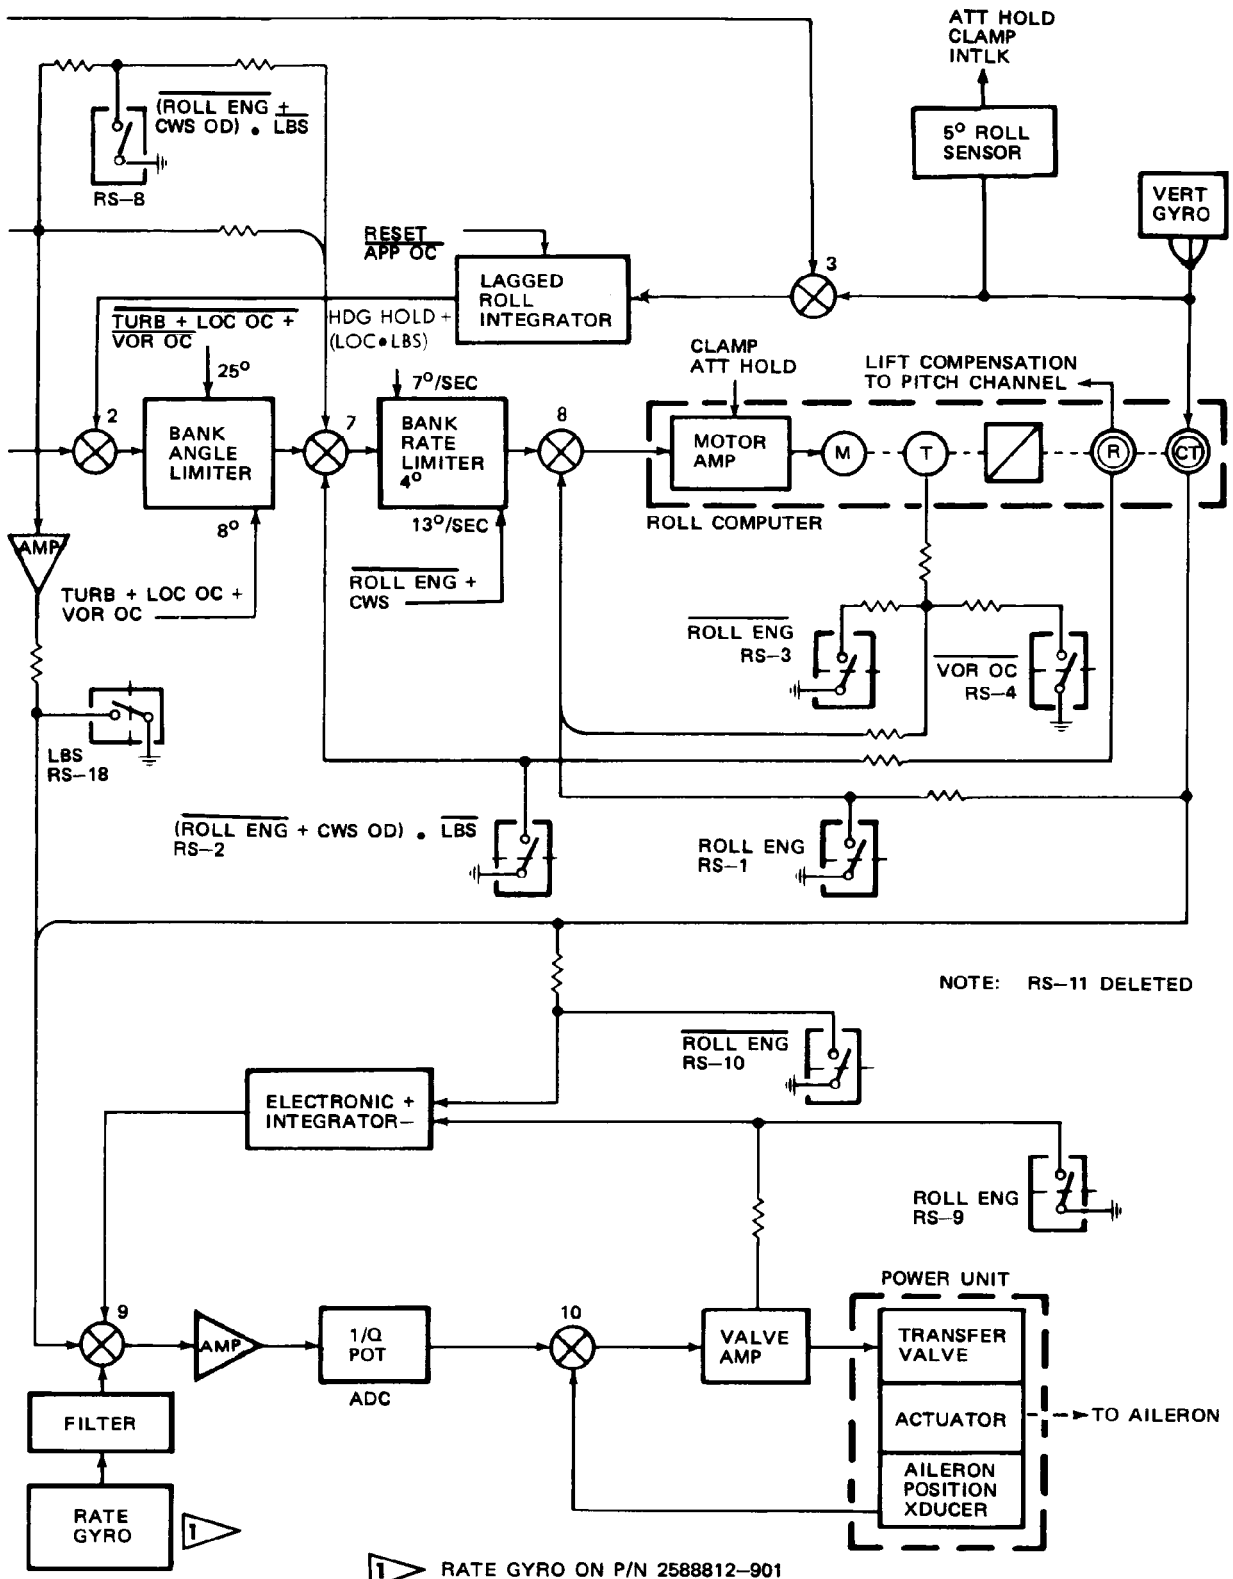 ATT HOLD
CLAMP
INTLK
(ROLL ENG +
CWS OD) • LBS
RS-8
5° ROLL
SENSOR
VERT
GYRO
RESET
APP OC
LAGGED
ROLL
INTEGRATOR
3
TURB + LOC OC +
VOR OC
HDG HOLD +
(LOC•LBS)
25°
7°/SEC
CLAMP
ATT HOLD
LIFT COMPENSATION
TO PITCH CHANNEL
2
BANK
ANGLE
LIMITER
7
BANK
RATE
LIMITER
4°
8
MOTOR
AMP
M
T
R
CT
ROLL COMPUTER
8°
13°/SEC
AMP
TURB + LOC OC +
VOR OC
ROLL ENG +
CWS
ROLL ENG
RS-3
VOR OC
RS-4
LBS
RS-18
(ROLL ENG + CWS OD) • LBS
RS-2
ROLL ENG
RS-1
NOTE: RS-11 DELETED
ROLL ENG
RS-10
ELECTRONIC +
INTEGRATOR-
ROLL ENG
RS-9
POWER UNIT
9
AMP
1/Q
POT
ADC
10
VALVE
AMP
TRANSFER
VALVE
ACTUATOR
TO AILERON
AILERON
POSITION
XDUCER
FILTER
RATE
GYRO
1
1 RATE GYRO ON P/N 2588812-901